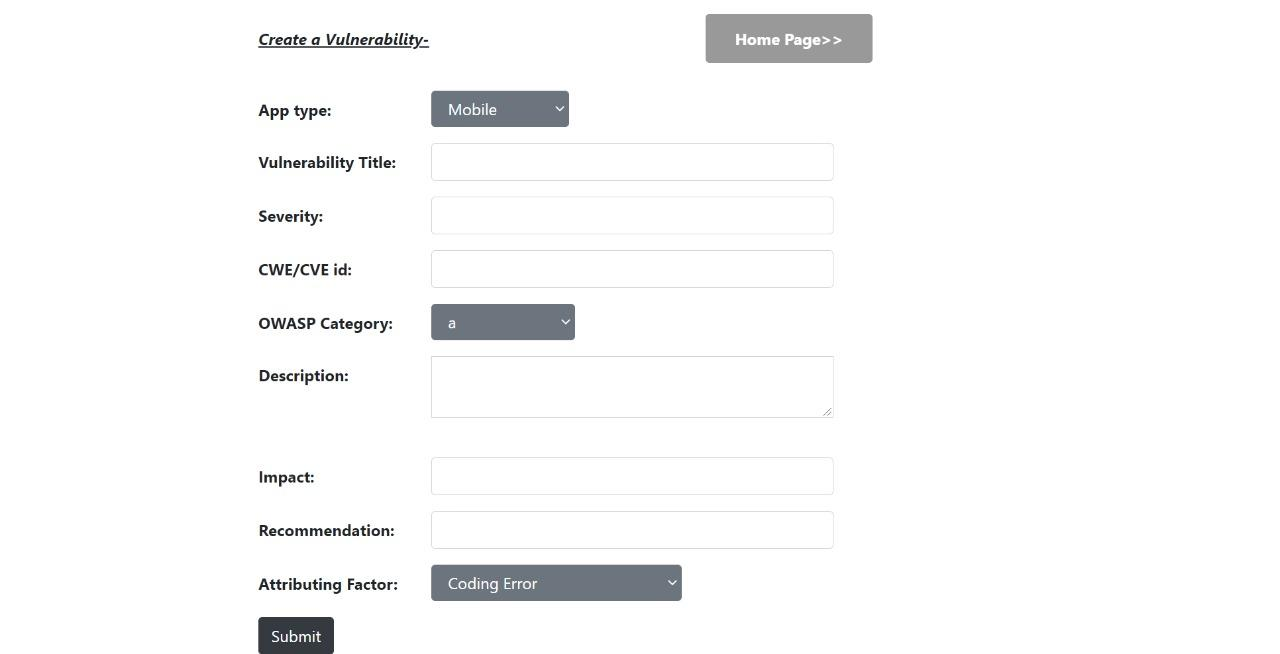 Create a Vulnerability-
Home Page>>
App type:
Mobile
Vulnerability Title:
Severity:
CWE/CVE id:
OWASP Category:
a
Description:
Impact:
Recommendation:
Attributing Factor:
Coding Error
Submit